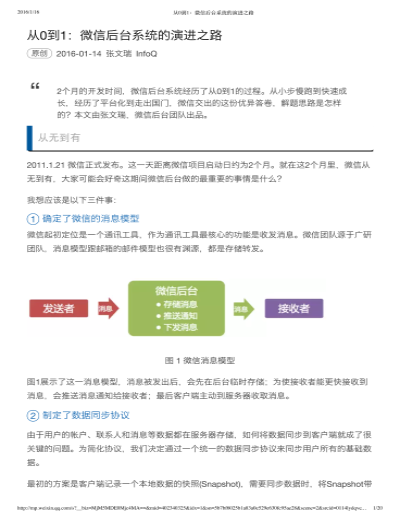 2016/1/16
从0到1：微信后台系统的演进之路
从0到1：微信后台系统的演进之路
原创 2016-01-14 张文瑞 InfoQ
“
2个月的开发时间，微信后台系统经历了从0到1的过程。从小步慢跑到快速成
长，经历了平台化到走出国门，微信交出的这份优异答卷，解题思路是怎样
的？本文由张文瑞，微信后台团队出品。
从无到有
2011.1.21 微信正式发布。这一天距离微信项目启动日约为2个月。就在这2个月里，微信从
无到有，大家可能会好奇这期间微信后台做的最重要的事情是什么？
我想应该是以下三件事：
① 确定了微信的消息模型
微信起初定位是一个通讯工具，作为通讯工具最核心的功能是收发消息。微信团队源于广研
团队，消息模型跟邮箱的邮件模型也很有渊源，都是存储转发。
发送者
消息
微信后台
• 存储消息
• 推送通知
• 下发消息
消息
接收者
图 1 微信消息模型
图1展示了这一消息模型，消息被发出后，会先在后台临时存储；为使接收者能更快接收到
消息，会推送消息通知给接收者；最后客户端主动到服务器收取消息。
② 制定了数据同步协议
由于用户的帐户、联系人和消息等数据都在服务器存储，如何将数据同步到客户端就成了很
关键的问题。为简化协议，我们决定通过一个统一的数据同步协议来同步用户所有的基础数
据。
最初的方案是客户端记录一个本地数据的快照(Snapshot)，需要同步数据时，将Snapshot带
1/20